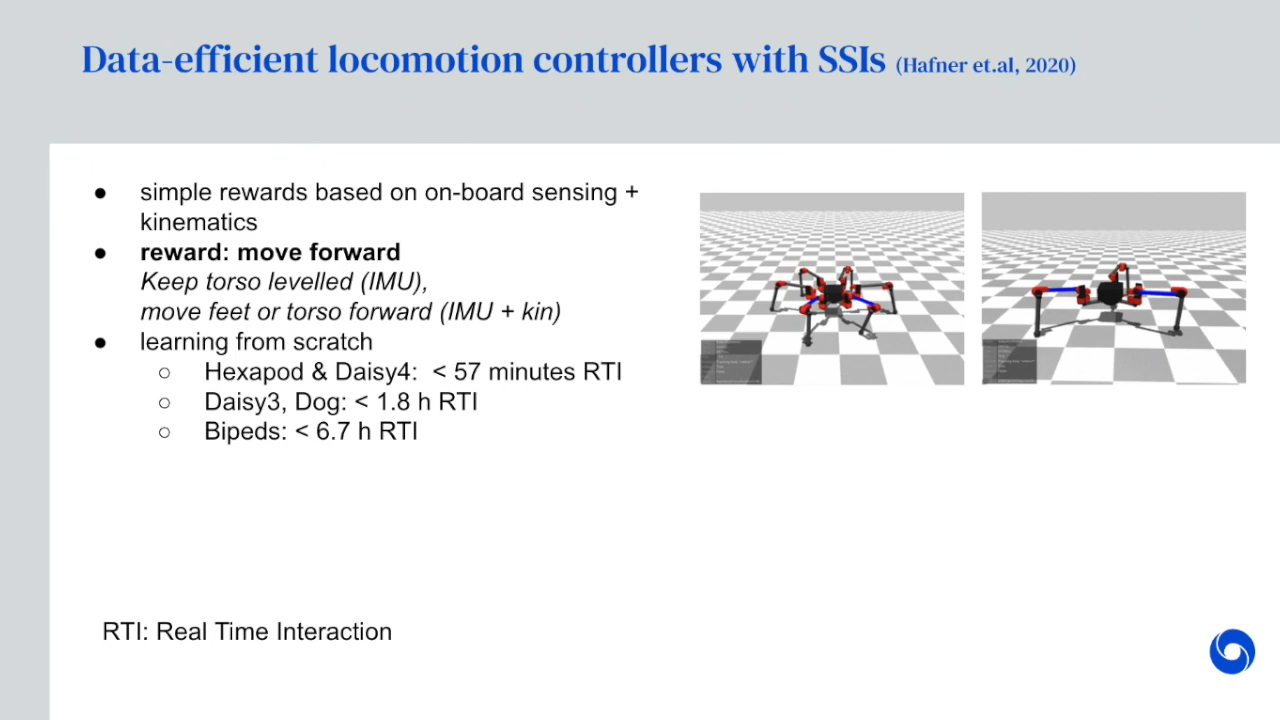 Data-efficient locomotion controllers with SSIs (Hafner et.al, 2020)
● simple rewards based on on-board sensing +
kinematics
● reward: move forward
Keep torso levelled (IMU),
move feet or torso forward (IMU + kin)
● learning from scratch
○ Hexapod & Daisy4: < 57 minutes RTI
○ Daisy3, Dog: < 1.8 h RTI
○ Bipeds: < 6.7 h RTI
RTI: Real Time Interaction